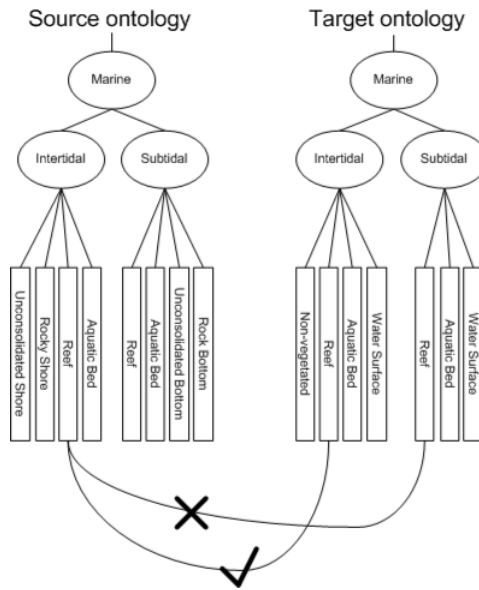 Source ontology
Target ontology
Marine
Marine
Intertidal
Subtidal
Intertidal
Subtidal
Unconsolidated Shore
Rocky Shore
Reef
Aquatic Bed
Reef
Aquatic Bed
Unconsolidated Bottom
Rock Bottom
Non-vegetated
Reef
Aquatic Bed
Water Surface
Reef
Aquatic Bed
Water Surface